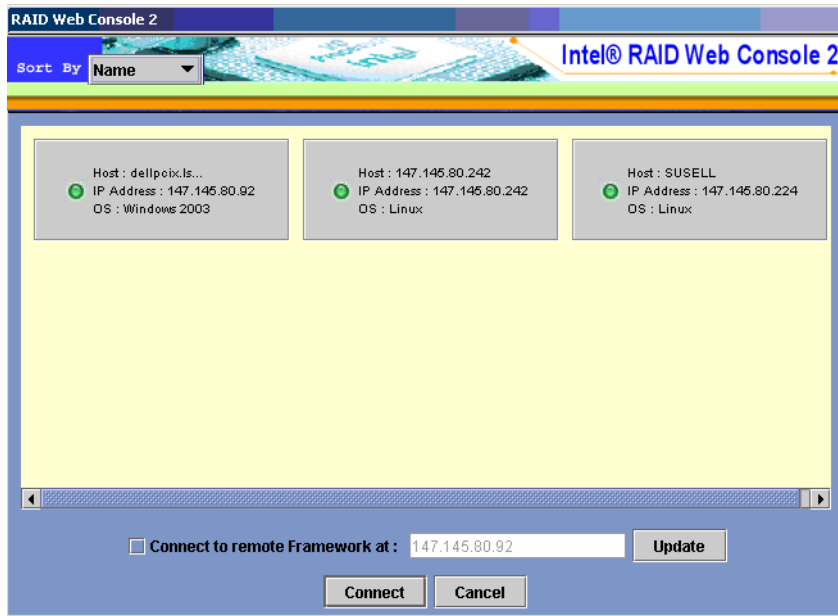 RAID Web Console 2
Sort By Name
Intel® RAID Web Console 2
Host : dellpcix.ls...
IP Address : 147.145.80.92
OS : Windows 2003
Host : 147.145.80.242
IP Address : 147.145.80.242
OS : Linux
Host : SUSELL
IP Address : 147.145.80.224
OS : Linux
Connect to remote Framework at : 147.145.80.92 Update
Connect Cancel